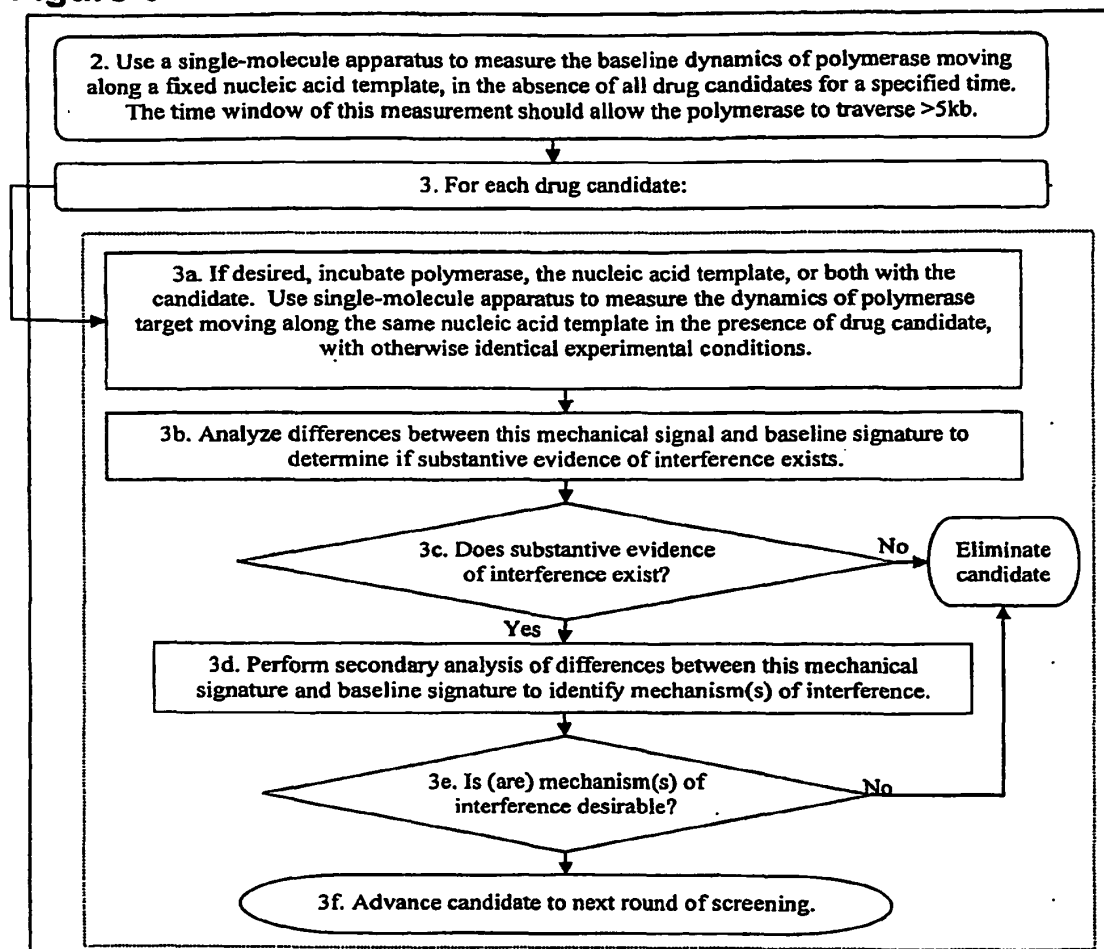 2. Use a single-molecule apparatus to measure the baseline dynamics of polymerase moving
along a fixed nucleic acid template, in the absence of all drug candidates for a specified time.
The time window of this measurement should allow the polymerase to traverse >5kb.
3. For each drug candidate:
3a. If desired, incubate polymerase, the nucleic acid template, or both with the
candidate. Use single-molecule apparatus to measure the dynamics of polymerase
target moving along the same nucleic acid template in the presence of drug candidate,
with otherwise identical experimental conditions.
3b. Analyze differences between this mechanical signal and baseline signature to
determine if substantive evidence of interference exists.
3c. Does substantive evidence
of interference exist?
No
Eliminate
candidate
Yes
3d. Perform secondary analysis of differences between this mechanical
signature and baseline signature to identify mechanism(s) of interference.
3e. Is (are) mechanism(s) of
interference desirable?
No
3f. Advance candidate to next round of screening.